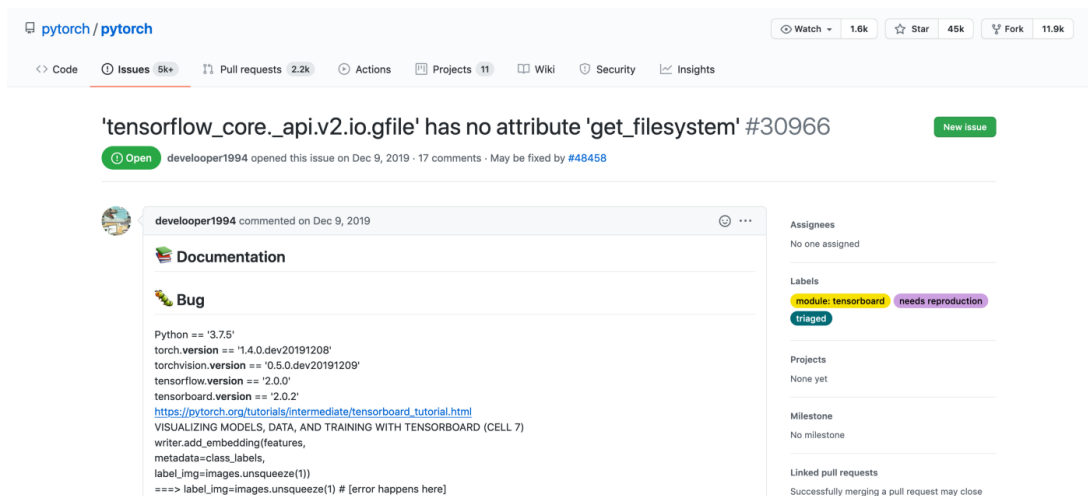 pytorch / pytorch
Watch 1.6k Star 45k Fork 11.9k
Code Issues 5k+ Pull requests 2.2k Actions Projects 11 Wiki Security Insights
'tensorflow_core._api.v2.io.gfile' has no attribute 'get_filesystem' #30966
New issue
Open develooper1994 opened this issue on Dec 9, 2019 · 17 comments · May be fixed by #48458
develooper1994 commented on Dec 9, 2019
Documentation
Bug
Python == '3.7.5'
torch.version == '1.4.0.dev20191208'
torchvision.version == '0.5.0.dev20191209'
tensorflow.version == '2.0.0'
tensorboard.version == '2.0.2'
https://pytorch.org/tutorials/intermediate/tensorboard_tutorial.html
VISUALIZING MODELS, DATA, AND TRAINING WITH TENSORBOARD (CELL 7)
writer.add_embedding(features,
metadata=class_labels,
label_img=images.unsqueeze(1))
===> label_img=images.unsqueeze(1) # [error happens here]
Assignees
No one assigned
Labels
module: tensorboard needs reproduction
triaged
Projects
None yet
Milestone
No milestone
Linked pull requests
Successfully merging a pull request may close